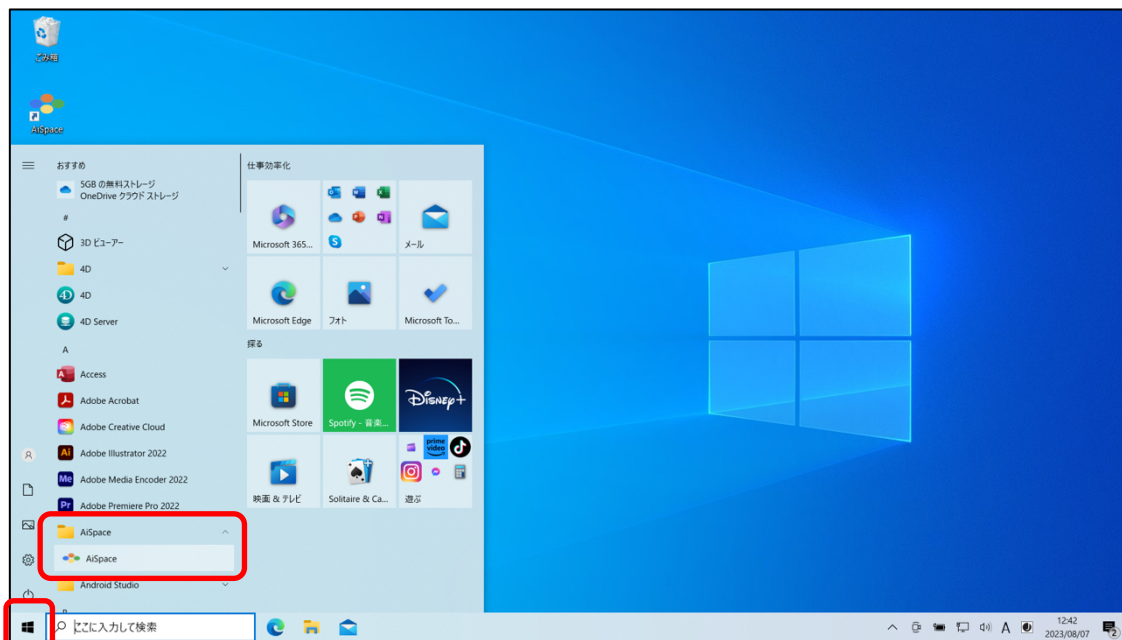 ごみ箱
AiSpace
おすすめ
5GB の無料ストレージ
OneDrive クラウド ストレージ
#
3D ビューアー
4D
4D
4D Server
A
Access
Adobe Acrobat
Adobe Creative Cloud
Adobe Illustrator 2022
Adobe Media Encoder 2022
Adobe Premiere Pro 2022
AiSpace
AiSpace
Android Studio
仕事効率化
Microsoft 365...
メール
Microsoft Edge
フォト
Microsoft To...
探る
Microsoft Store
Spotify - 音楽...
Disney+
prime video
映画 & テレビ
Solitaire & Ca...
遊ぶ
ここに入力して検索
A
12:42
2023/08/07
2